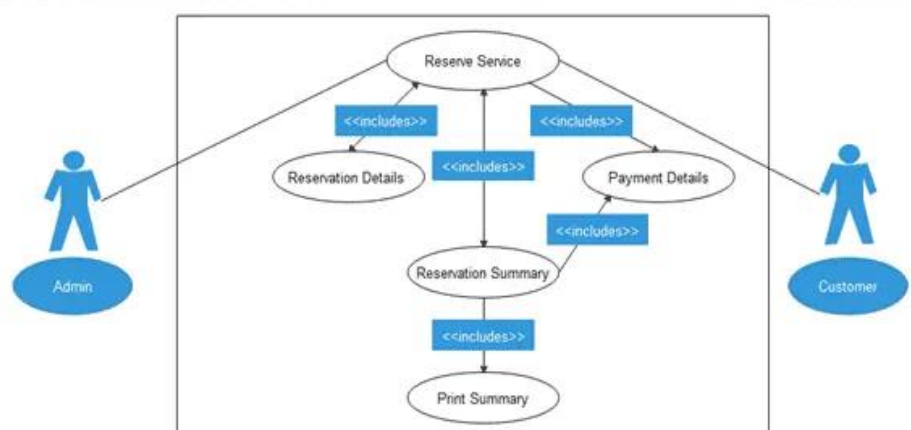 Reserve Service
<<includes>>
<<includes>>
<<includes>>
Reservation Details
Payment Details
<<includes>>
Reservation Summary
Admin
Customer
<<includes>>
Print Summary